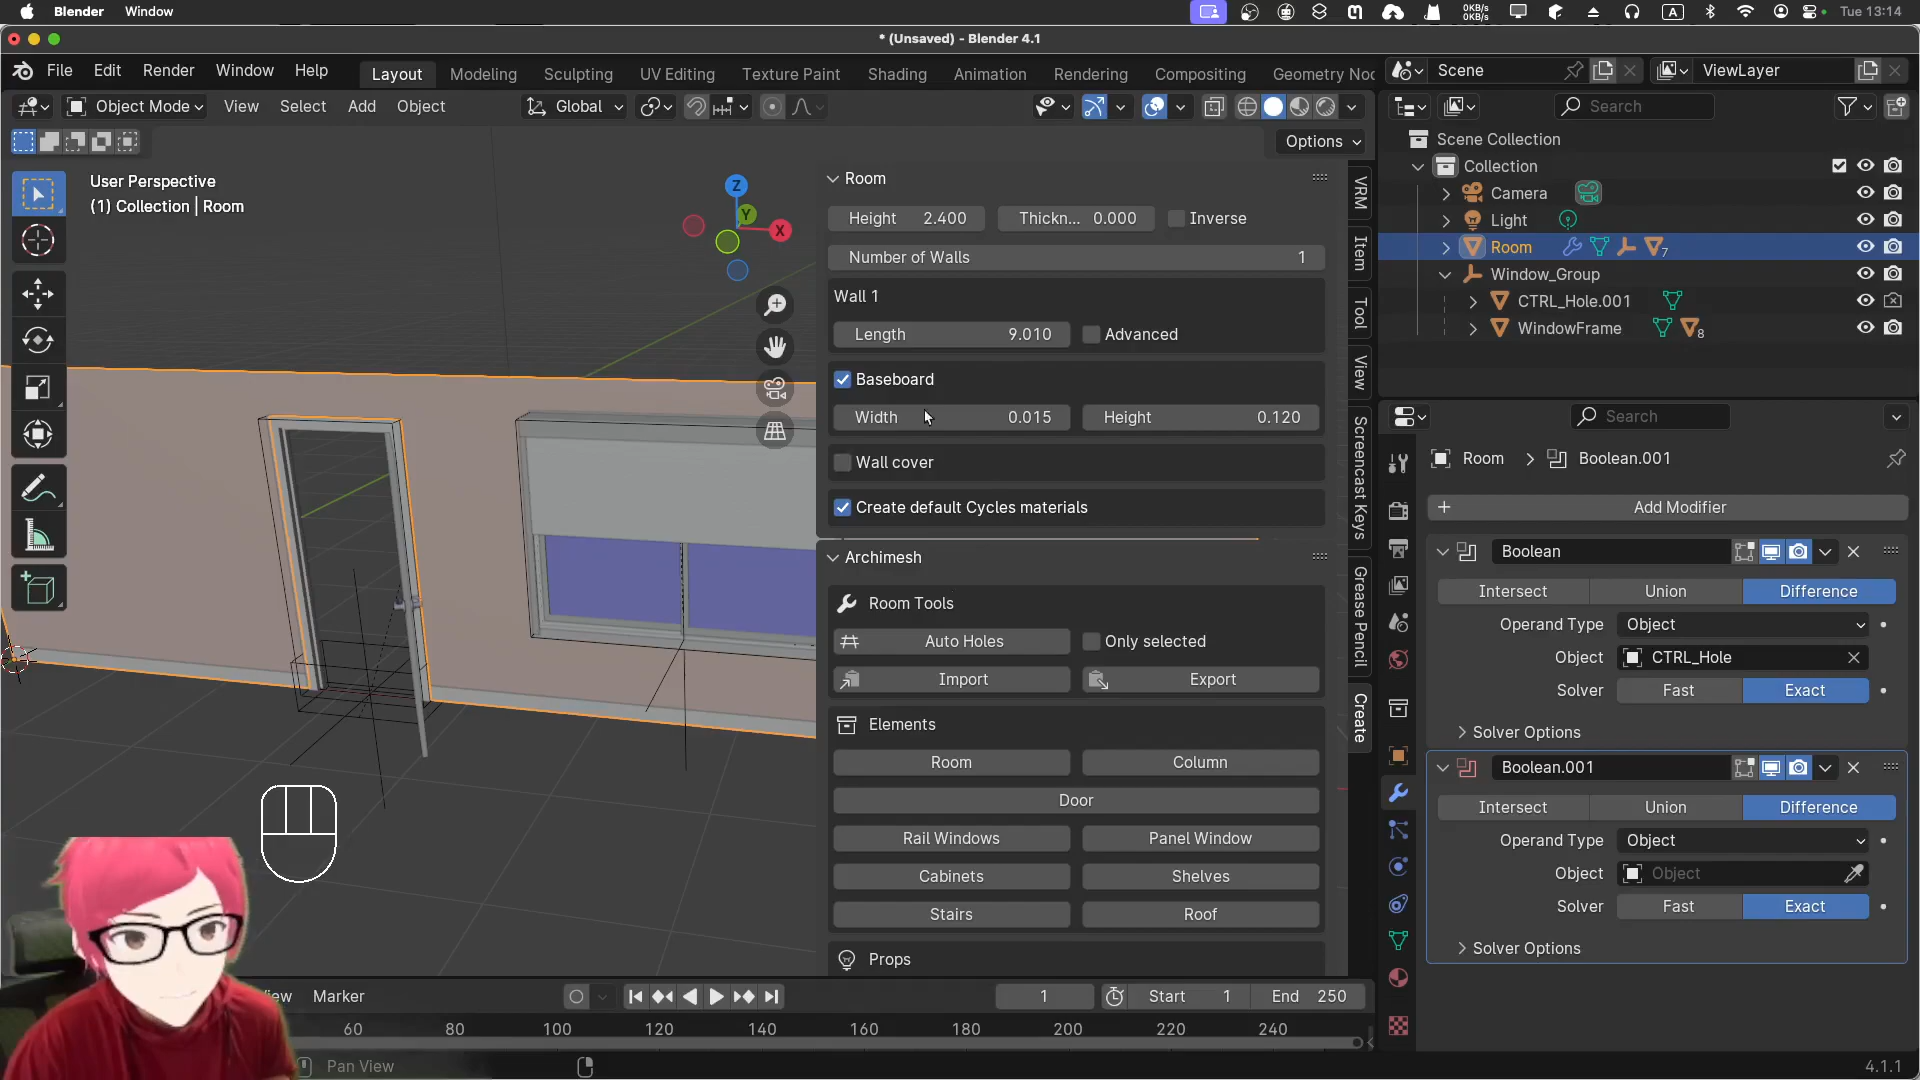 Blender Window
0KB/s
0KB/s
A
Tue 13:14
* (Unsaved) - Blender 4.1
File Edit Render Window Help
Layout Modeling Sculpting UV Editing Texture Paint Shading Animation Rendering Compositing Geometry Noc
Scene
ViewLayer
Object Mode View Select Add Object
Global
Search
Options
User Perspective
(1) Collection | Room
Z
Y
X
Room
Height 2.400
Thickn... 0.000
Inverse
Number of Walls 1
Wall 1
Length 9.010
Advanced
Baseboard
Width 0.015
Height 0.120
Wall cover
Create default Cycles materials
Archimesh
Room Tools
Auto Holes
Only selected
Import
Export
Elements
Room
Column
Door
Rail Windows
Panel Window
Cabinets
Shelves
Stairs
Roof
Props
VRM
Item
Tool
View
Screencast Keys
Grease Pencil
Create
Scene Collection
Collection
Camera
Light
Room
7
Window_Group
CTRL_Hole.001
WindowFrame
8
Search
Room > Boolean.001
+ Add Modifier
Boolean
Intersect Union Difference
Operand Type Object
Object CTRL_Hole
Solver Fast Exact
Solver Options
Boolean.001
Intersect Union Difference
Operand Type Object
Object Object
Solver Fast Exact
Solver Options
iew Marker
1
Start 1
End 250
60 80 100 120 140 160 180 200 220 240
Pan View
4.1.1